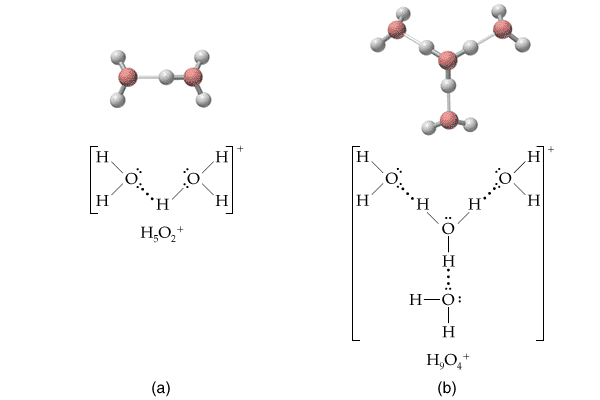 H H
O O
H H
H
+
H₅O₂⁺
H H +
O O
H H H H
O
H
H O
H
H₉O₄⁺
(a) (b)